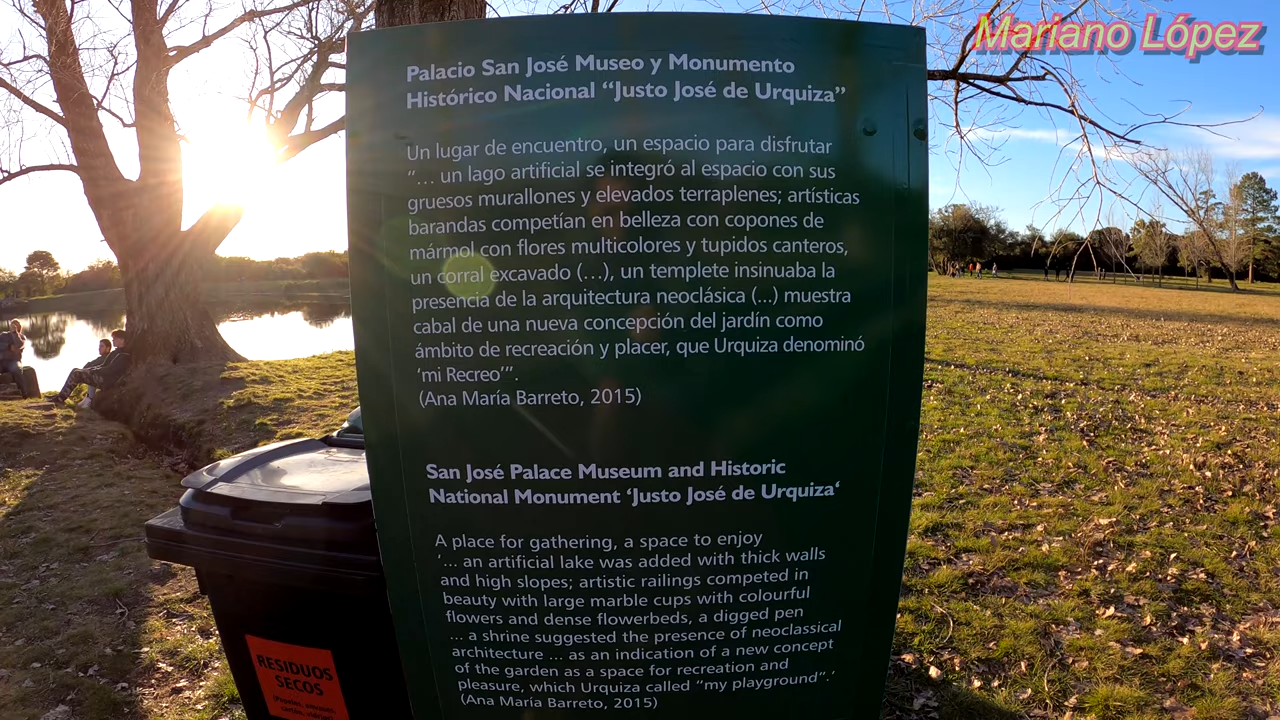 Mariano López
Palacio San José Museo y Monumento
Histórico Nacional “Justo José de Urquiza”
Un lugar de encuentro, un espacio para disfrutar
“... un lago artificial se integró al espacio con sus
gruesos murallones y elevados terraplenes; artísticas
barandas competían en belleza con copones de
mármol con flores multicolores y tupidos canteros,
un corral excavado (...), un templete insinuaba la
presencia de la arquitectura neoclásica (...) muestra
cabal de una nueva concepción del jardín como
ámbito de recreación y placer, que Urquiza denominó
‘mi Recreo’”.
(Ana María Barreto, 2015)
San José Palace Museum and Historic
National Monument ‘Justo José de Urquiza‘
A place for gathering, a space to enjoy
‘... an artificial lake was added with thick walls
and high slopes; artistic railings competed in
beauty with large marble cups with colourful
flowers and dense flowerbeds, a digged pen
... a shrine suggested the presence of neoclassical
architecture ... as an indication of a new concept
of the garden as a space for recreation and
pleasure, which Urquiza called “my playground”.’
(Ana María Barreto, 2015)
RESIDUOS
SECOS